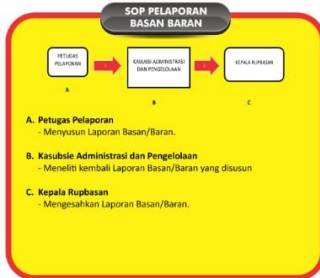 SOP PELAPORAN
BASAN BARAN
PETUGAS
PELAPORAN
KASUBSI ADMINISTRASI
DAN PENGELOLAAN
KEPALA RUPBASAN
A
B
C
A. Petugas Pelaporan
- Menyusun Laporan Basan/Baran.
B. Kasubsie Administrasi dan Pengelolaan
- Meneliti kembali Laporan Basan/Baran yang disusun
C. Kepala Rupbasan
- Mengesahkan Laporan Basan/Baran.